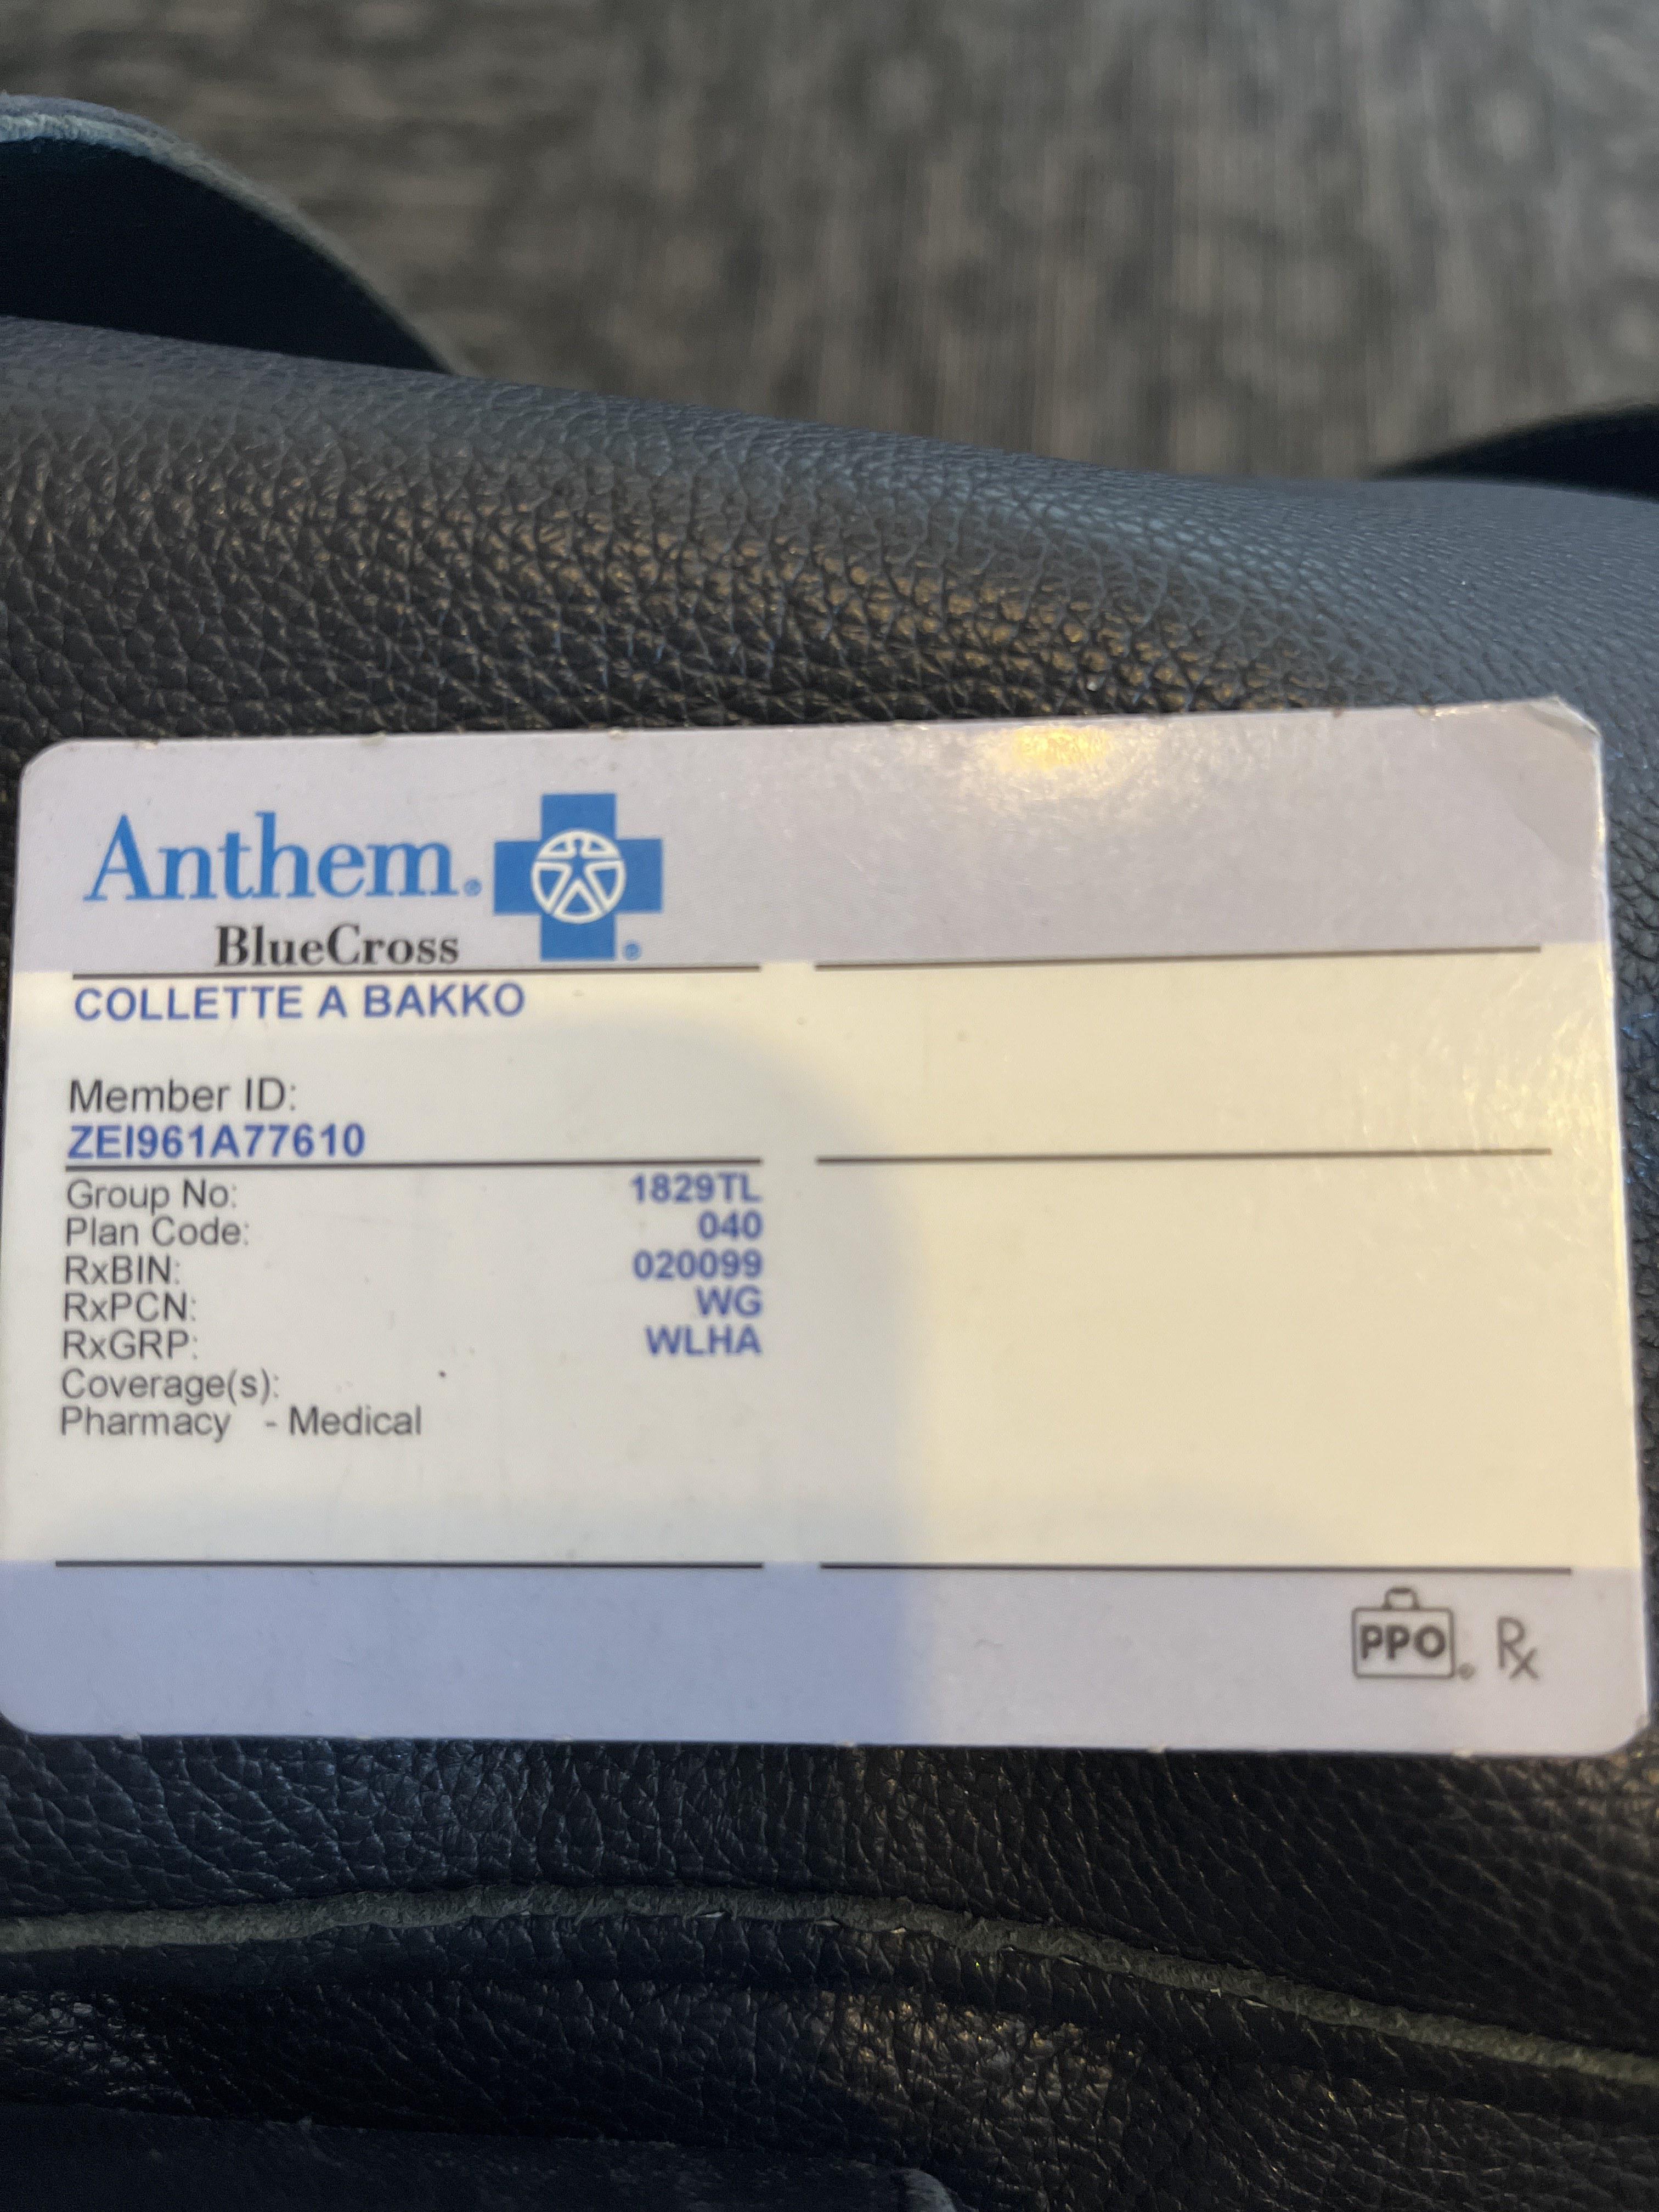 Anthem®
BlueCross ®
COLLETTE A BAKKO
Member ID:
ZEI961A77610
Group No: 1829TL
Plan Code: 040
RxBIN: 020099
RxPCN: WG
RxGRP: WLHA
Coverage(s):
Pharmacy - Medical
PPO® Rx